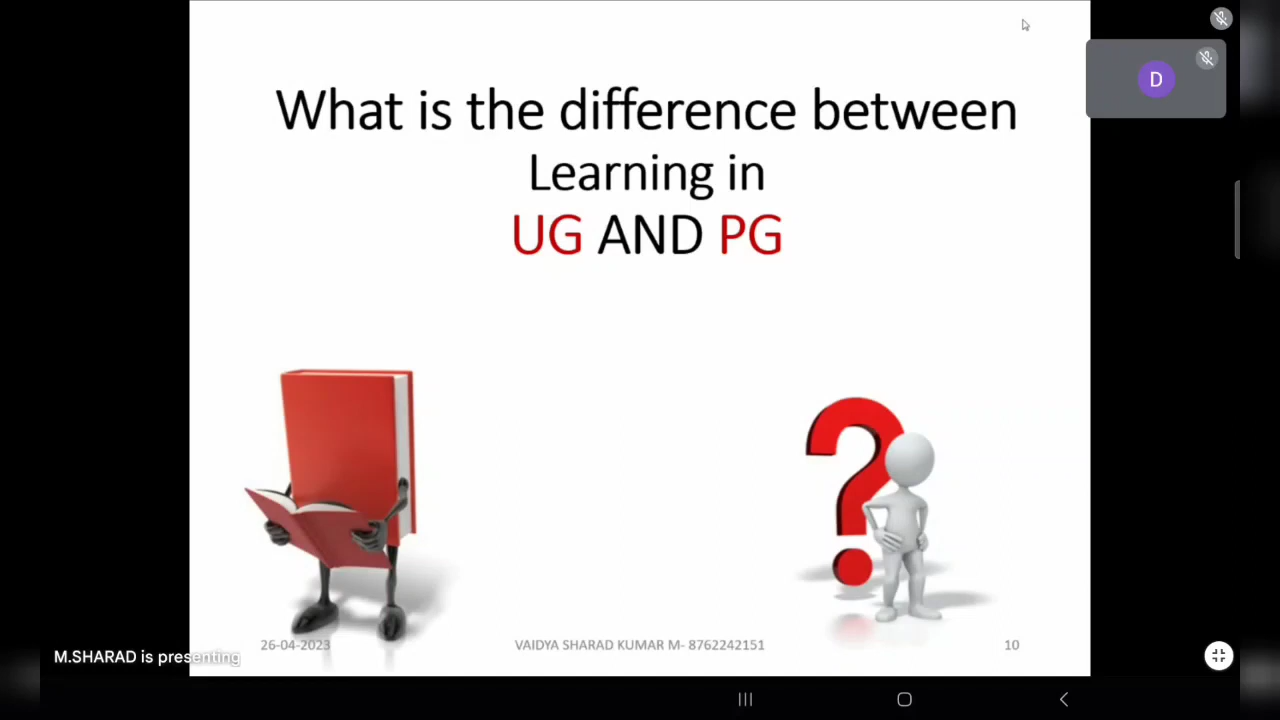 What is the difference between
Learning in
UG AND PG
D
26-04-2023
VAIDYA SHARAD KUMAR M- 8762242151
10
M.SHARAD is presenting